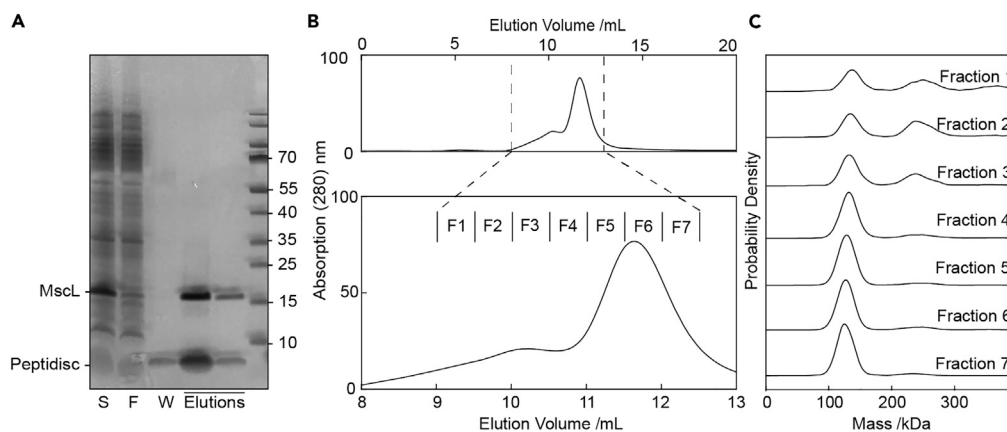 A
70
55
40
35
25
MscL
15
10
Peptidisc
S F W Elutions
B
Elution Volume /mL
0 5 10 15 20
100
0
Absorption (280) nm
100
F1 F2 F3 F4 F5 F6 F7
50
0
8 9 10 11 12 13
Elution Volume /mL
C
Probability Density
Fraction
Fraction 2
Fraction 3
Fraction 4
Fraction 5
Fraction 6
Fraction 7
0 100 200 300
Mass /kDa